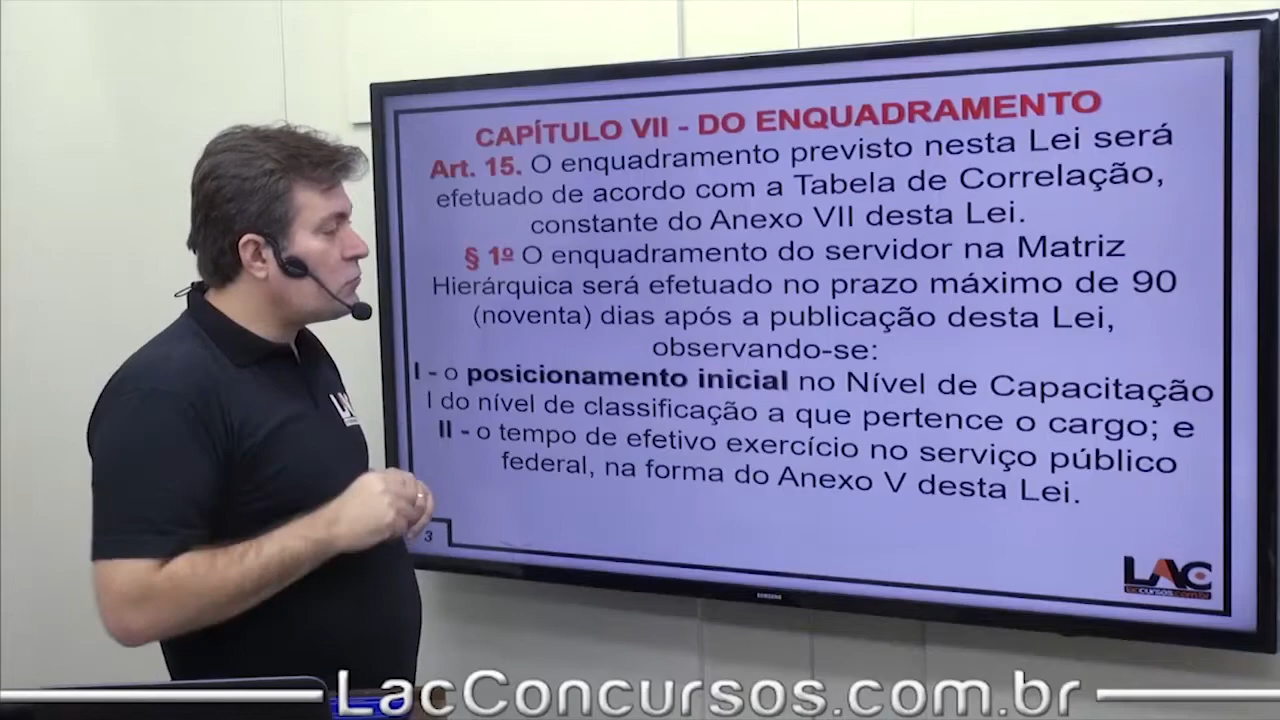 CAPÍTULO VII - DO ENQUADRAMENTO
Art. 15. O enquadramento previsto nesta Lei será
efetuado de acordo com a Tabela de Correlação,
constante do Anexo VII desta Lei.
§ 1º O enquadramento do servidor na Matriz
Hierárquica será efetuado no prazo máximo de 90
(noventa) dias após a publicação desta Lei,
observando-se:
I - o posicionamento inicial no Nível de Capacitação
I do nível de classificação a que pertence o cargo; e
II - o tempo de efetivo exercício no serviço público
federal, na forma do Anexo V desta Lei.
3
LAC
SAMSUNG
LacConcursos.com.br